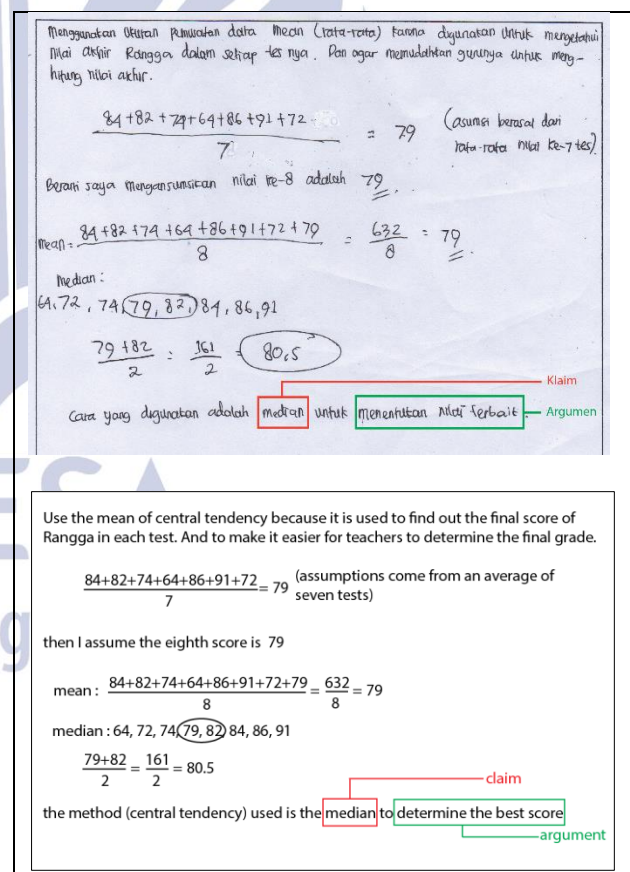 Menggunakan Ukuran Pemusatan data Mean (rata-rata) karna digunakan Untuk mengetahui
Nilai akhir Rangga dalam setiap tes nya. Dan agar memudahkan gurunya untuk meng-
hitung nilai akhir.
84+82+74+64+86+91+72
7
= 79
(asumsi berasal dari
rata-rata nilai ke-7 tes)
Berarti saya mengansumsikan nilai ke-8 adalah 79
Mean = 84+82+74+64+86+91+72+79
8
= 632
8
= 79
Median :
64, 72, 74, 79, 82, 84, 86, 91
79+82
2
= 161
2
= 80,5
Klaim
Cara yang digunakan adalah median untuk menentukan nilai terbaik
Argumen
ESA
g
Use the mean of central tendency because it is used to find out the final score of
Rangga in each test. And to make it easier for teachers to determine the final grade.
84+82+74+64+86+91+72
7
= 79
(assumptions come from an average of
seven tests)
then I assume the eighth score is 79
mean : 84+82+74+64+86+91+72+79
8
= 632
8
= 79
median : 64, 72, 74, 79, 82, 84, 86, 91
79+82
2
= 161
2
= 80.5
claim
the method (central tendency) used is the median to determine the best score
argument